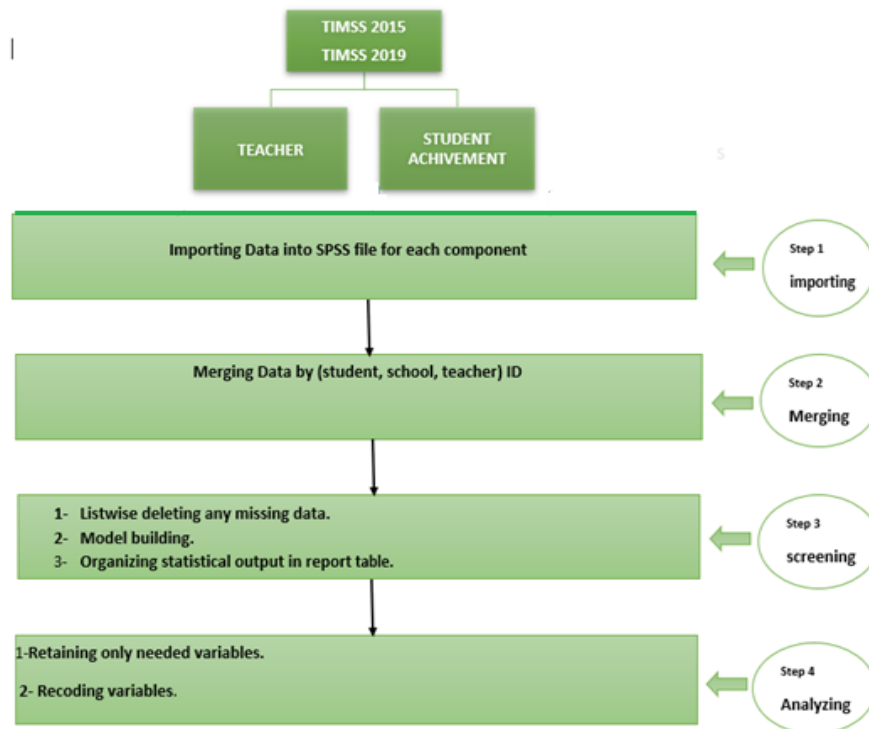 TIMSS 2015
TIMSS 2019
TEACHER
STUDENT
ACHIVEMENT
S
Importing Data into SPSS file for each component
Step 1
importing
Merging Data by (student, school, teacher) ID
Step 2
Merging
1- Listwise deleting any missing data.
2- Model building.
3- Organizing statistical output in report table.
Step 3
screening
1-Retaining only needed variables.
2- Recoding variables.
Step 4
Analyzing